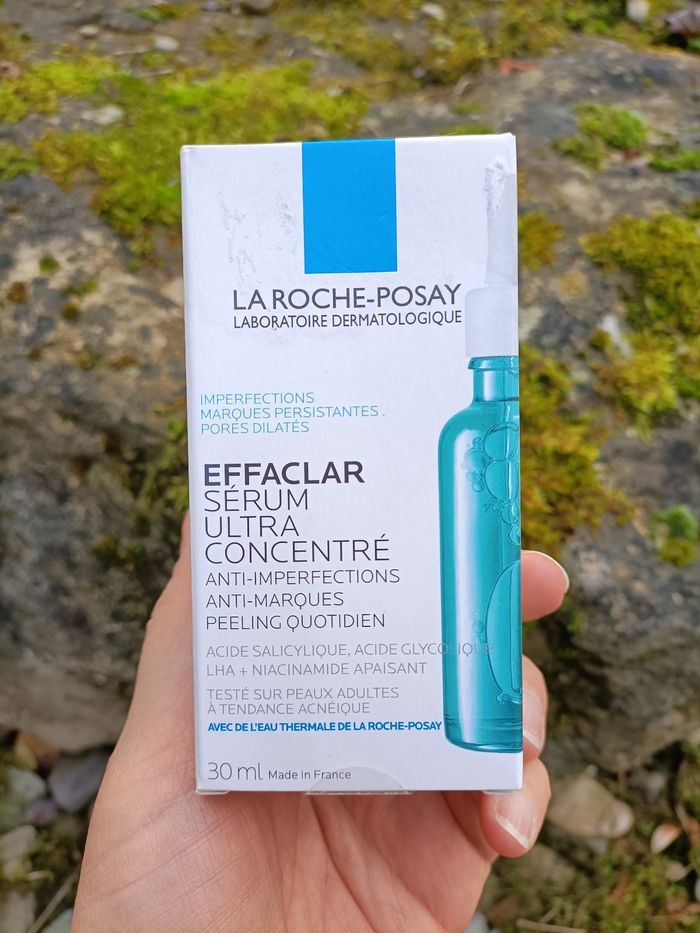 LA ROCHE-POSAY
LABORATOIRE DERMATOLOGIQUE
IMPERFECTIONS
MARQUES PERSISTANTES .
PORES DILATÉS
EFFACLAR
SÉRUM
ULTRA
CONCENTRÉ
ANTI-IMPERFECTIONS
ANTI-MARQUES
PEELING QUOTIDIEN
ACIDE SALICYLIQUE, ACIDE GLYCOLIQUE
LHA + NIACINAMIDE APAISANT
TESTÉ SUR PEAUX ADULTES
À TENDANCE ACNÉIQUE
AVEC DE L'EAU THERMALE DE LA ROCHE-POSAY
30 ml Made in France